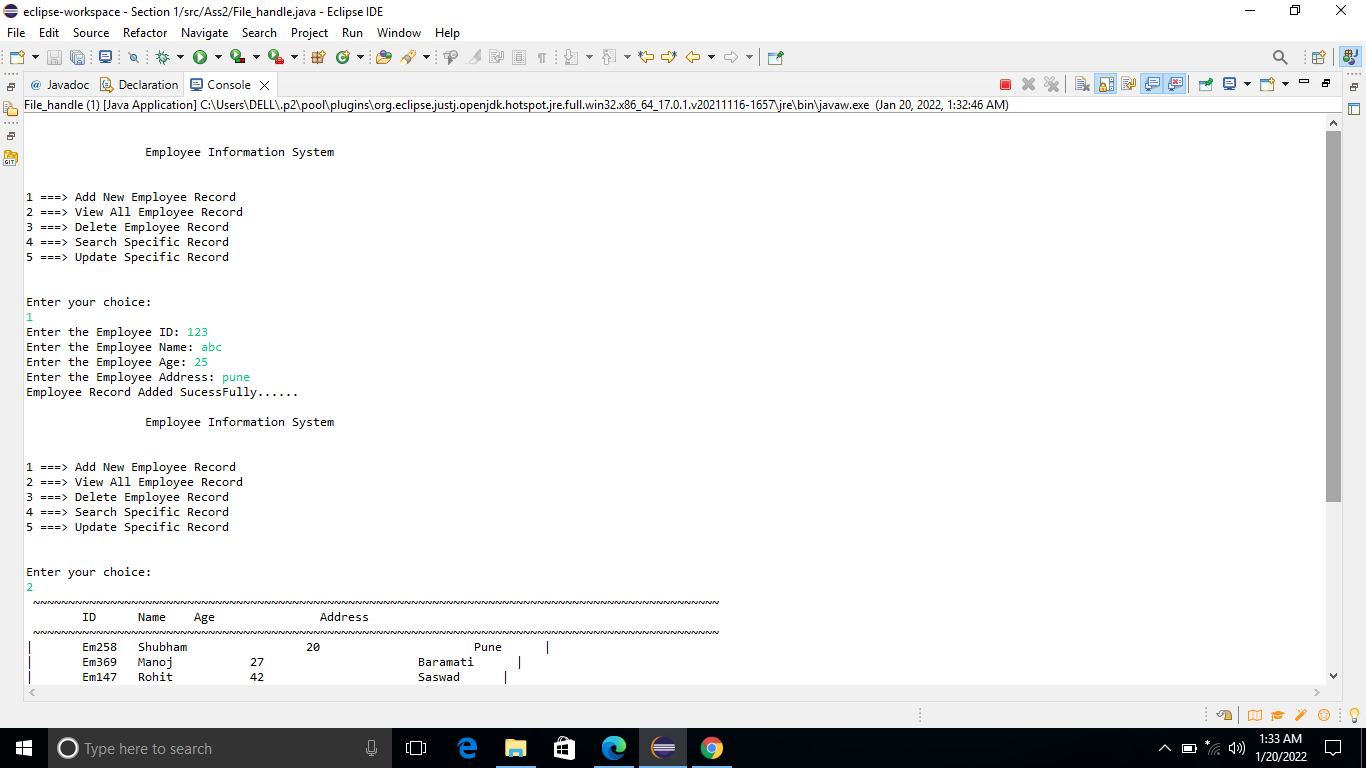 eclipse-workspace - Section 1/src/Ass2/File_handle.java - Eclipse IDE
File Edit Source Refactor Navigate Search Project Run Window Help
@ Javadoc Declaration Console
File_handle (1) [Java Application] C:\Users\DELL\.p2\pool\plugins\org.eclipse.justj.openjdk.hotspot.jre.full.win32.x86_64_17.0.1.v20211116-1657\jre\bin\javaw.exe (Jan 20, 2022, 1:32:46 AM)
GIT
Employee Information System
1 ===> Add New Employee Record
2 ===> View All Employee Record
3 ===> Delete Employee Record
4 ===> Search Specific Record
5 ===> Update Specific Record
Enter your choice:
1
Enter the Employee ID: 123
Enter the Employee Name: abc
Enter the Employee Age: 25
Enter the Employee Address: pune
Employee Record Added SucessFully......
Employee Information System
1 ===> Add New Employee Record
2 ===> View All Employee Record
3 ===> Delete Employee Record
4 ===> Search Specific Record
5 ===> Update Specific Record
Enter your choice:
2
~~~~~~~~~~~~~~~~~~~~~~~~~~~~~~~~~~~~~~~~~~~~~~~~~~~~~~~~~~~~~~~~~~~~~~~~~~~~~~~~~~~~~~~~~~~~~~~~~~
ID Name Age Address
~~~~~~~~~~~~~~~~~~~~~~~~~~~~~~~~~~~~~~~~~~~~~~~~~~~~~~~~~~~~~~~~~~~~~~~~~~~~~~~~~~~~~~~~~~~~~~~~~~
| Em258 Shubham 20 Pune |
| Em369 Manoj 27 Baramati |
| Em147 Rohit 42 Saswad |
Type here to search
1:33 AM
1/20/2022